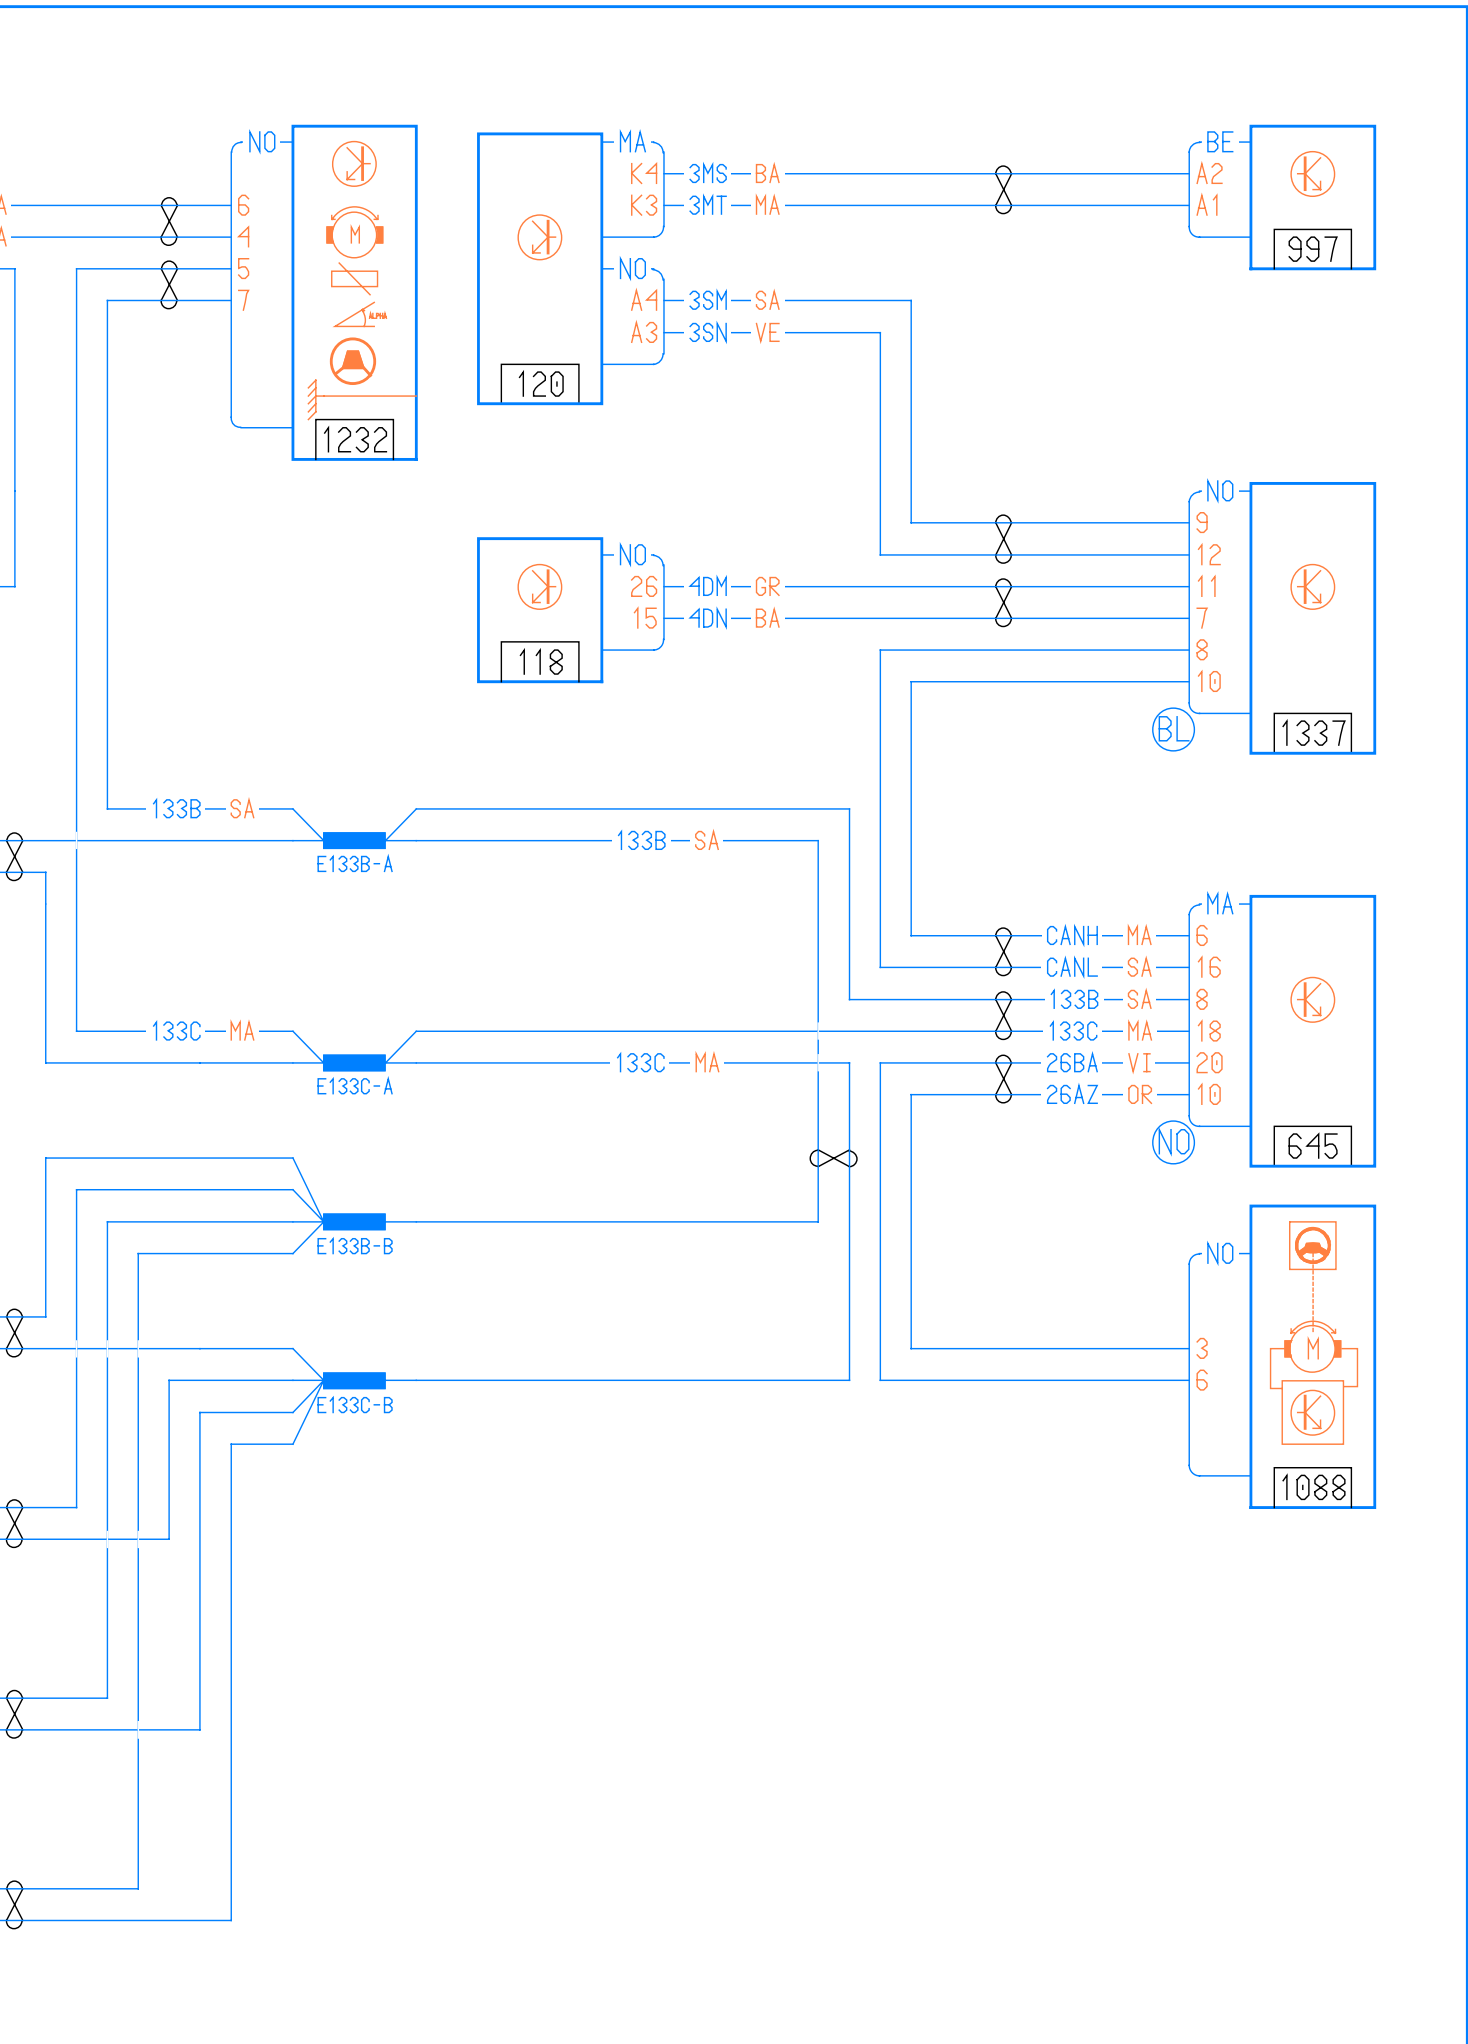 NO
6
4
5
7
ALPHA
1232
MA
K4 3MS BA
K3 3MT MA
NO
A4 3SM SA
A3 3SN VE
120
BE
A2
A1
997
NO
26 4DM GR
15 4DN BA
118
NO
9
12
11
7
8
10
BL
1337
133B SA
E133B-A
133B SA
133C MA
E133C-A
133C MA
MA
CANH MA 6
CANL SA 16
133B SA 8
133C MA 18
26BA VI 20
26AZ OR 10
NO
645
E133B-B
E133C-B
NO
M
3
6
1088
M
A
A